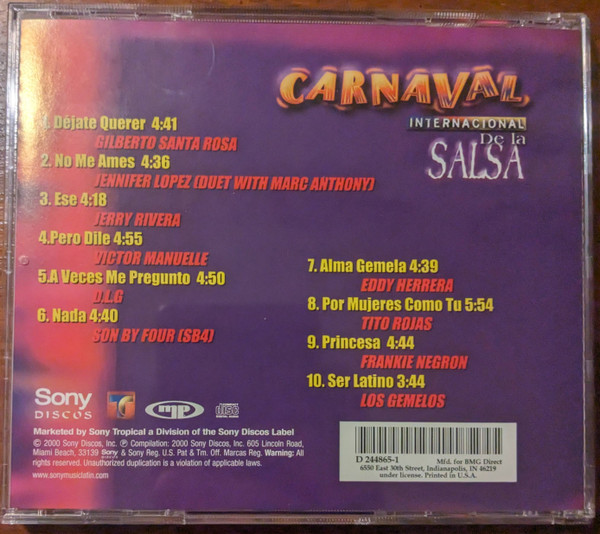 CARNAVAL
INTERNACIONAL
De la
SALSA
1. Déjate Querer 4:41
GILBERTO SANTA ROSA
2. No Me Ames 4:36
JENNIFER LOPEZ (DUET WITH MARC ANTHONY)
3. Ese 4:18
JERRY RIVERA
4.Pero Dile 4:55
VICTOR MANUELLE
5.A Veces Me Pregunto 4:50
D.L.G
6. Nada 4:40
SON BY FOUR (SB4)
7. Alma Gemela 4:39
EDDY HERRERA
8. Por Mujeres Como Tu 5:54
TITO ROJAS
9. Princesa 4:44
FRANKIE NEGRON
10. Ser Latino 3:44
LOS GEMELOS
Sony
DISCOS
T
mp
COMPACT
disc
DIGITAL AUDIO
Marketed by Sony Tropical a Division of the Sony Discos Label
© 2000 Sony Discos, Inc. ℗ Compilation: 2000 Sony Discos, Inc. 605 Lincoln Road,
Miami Beach, 33139 Sony & Sony Reg. U.S. Pat & Tm. Off. Marcas Reg. Warning: All
rights reserved. Unauthorized duplication is a violation of applicable laws.
www.sonymusiclatin.com
D 244865-1 Mfd. for BMG Direct
6550 East 30th Street, Indianapolis, IN 46219
under license. Printed in U.S.A.